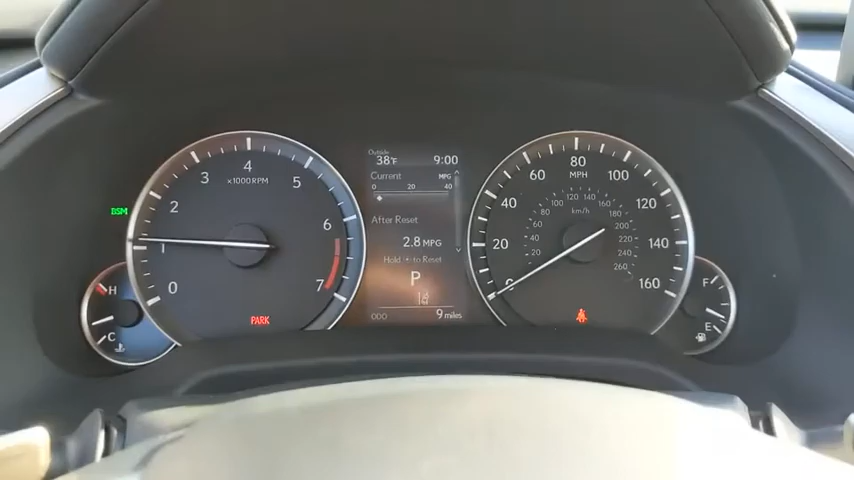 BSM
H
C
0
1
2
3
4
5
6
7
×1000RPM
PARK
Outside
38°F 9:00
Current MPG
0 20 40
After Reset
2.8 MPG
Hold to Reset
P
000 9 miles
0
20
40
60
80
100
120
140
160
MPH
km/h
20
40
60
80
100
120
140
160
180
200
220
240
260
F
E